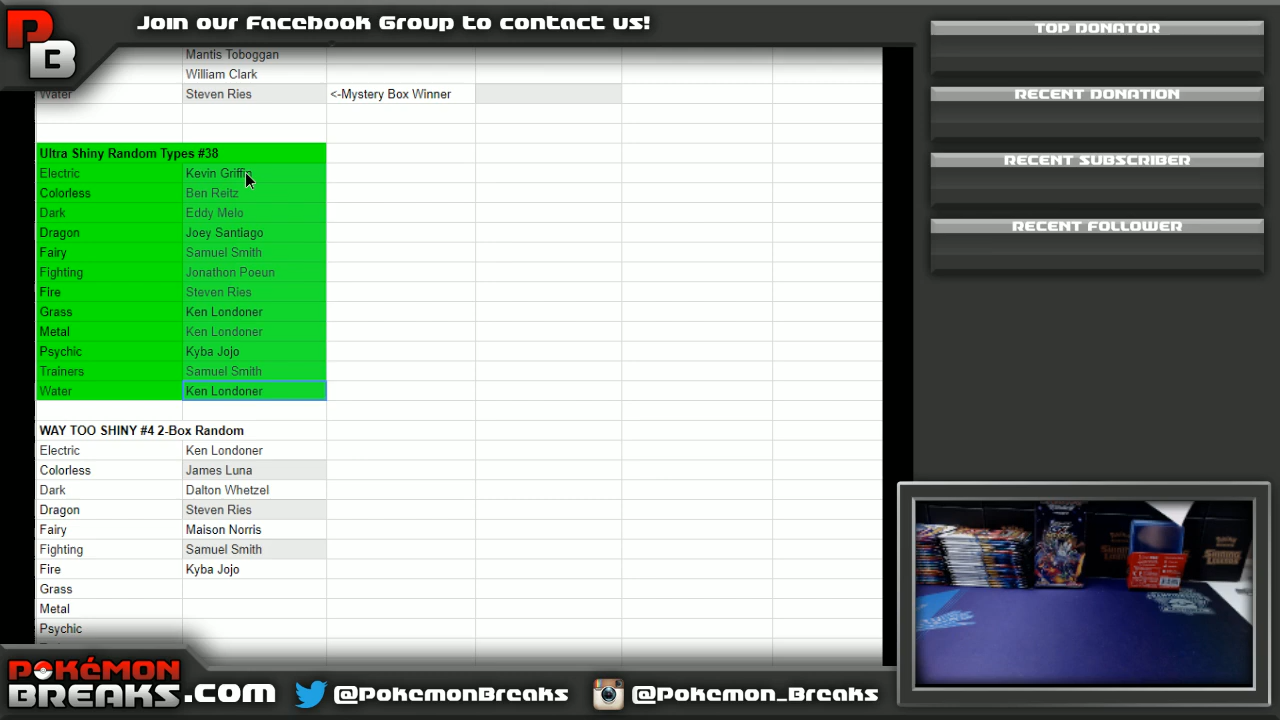 Join our Facebook Group to contact us!
PB
Mantis Toboggan
William Clark
Water Steven Ries <-Mystery Box Winner
Ultra Shiny Random Types #38
Electric Kevin Griffin
Colorless Ben Reitz
Dark Eddy Melo
Dragon Joey Santiago
Fairy Samuel Smith
Fighting Jonathon Poeun
Fire Steven Ries
Grass Ken Londoner
Metal Ken Londoner
Psychic Kyba Jojo
Trainers Samuel Smith
Water Ken Londoner
WAY TOO SHINY #4 2-Box Random
Electric Ken Londoner
Colorless James Luna
Dark Dalton Whetzel
Dragon Steven Ries
Fairy Maison Norris
Fighting Samuel Smith
Fire Kyba Jojo
Grass
Metal
Psychic
TOP DONATOR
RECENT DONATION
RECENT SUBSCRIBER
RECENT FOLLOWER
POKéMON
BREAKS.com
@PokemonBreaks
@Pokemon_Breaks